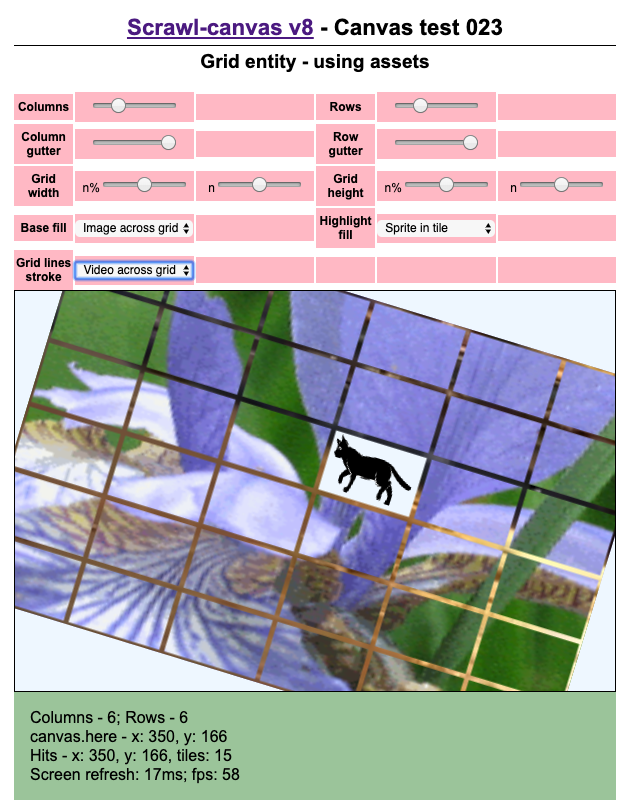 Scrawl-canvas v8 - Canvas test 023
Grid entity - using assets
Columns
Rows
Column
gutter
Row
gutter
Grid
width
n%
n
Grid
height
n%
n
Base fill
Image across grid
Highlight
fill
Sprite in tile
Grid lines
stroke
Video across grid
Columns - 6; Rows - 6
canvas.here - x: 350, y: 166
Hits - x: 350, y: 166, tiles: 15
Screen refresh: 17ms; fps: 58